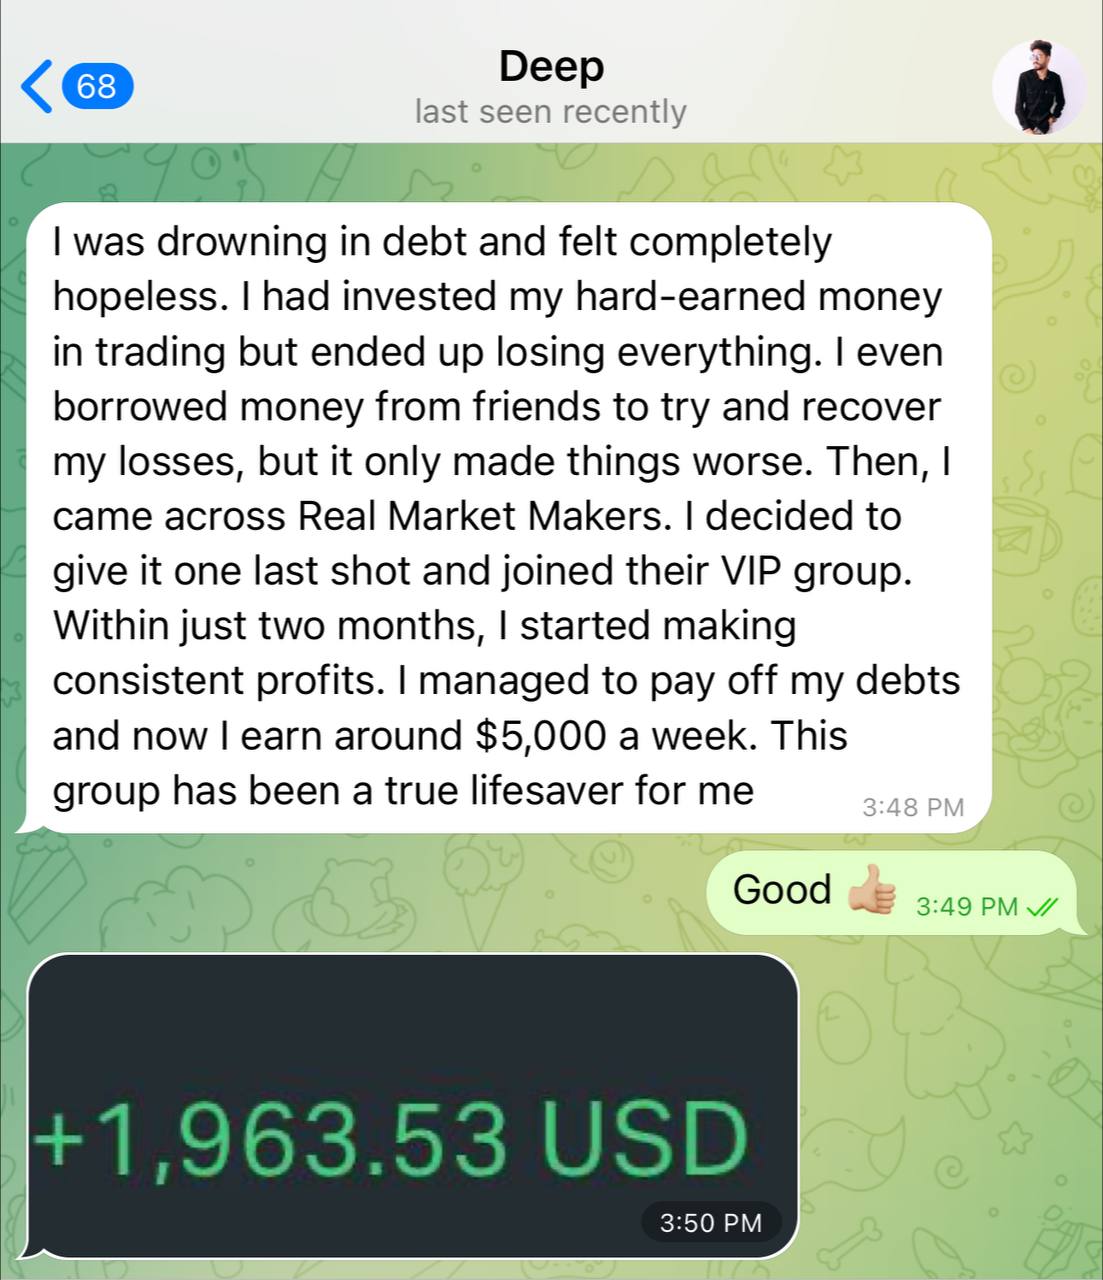 68
Deep
last seen recently
I was drowning in debt and felt completely
hopeless. I had invested my hard-earned money
in trading but ended up losing everything. I even
borrowed money from friends to try and recover
my losses, but it only made things worse. Then, I
came across Real Market Makers. I decided to
give it one last shot and joined their VIP group.
Within just two months, I started making
consistent profits. I managed to pay off my debts
and now I earn around $5,000 a week. This
group has been a true lifesaver for me
3:48 PM
Good 👍🏼 3:49 PM
+1,963.53 USD
3:50 PM